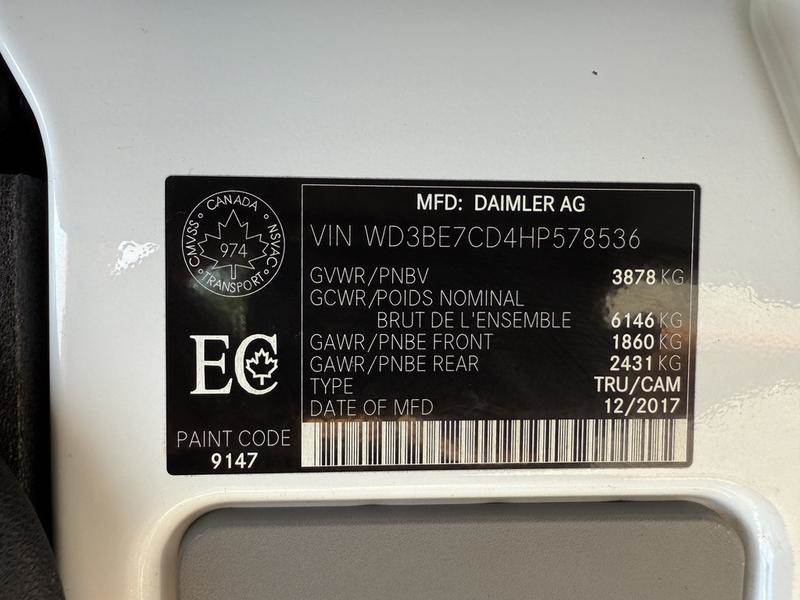 CANADA
CMVSS
NSVAC
974
TRANSPORT
EC
PAINT CODE
9147
MFD: DAIMLER AG
VIN WD3BE7CD4HP578536
GVWR/PNBV 3878 KG
GCWR/POIDS NOMINAL
BRUT DE L'ENSEMBLE 6146 KG
GAWR/PNBE FRONT 1860 KG
GAWR/PNBE REAR 2431 KG
TYPE TRU/CAM
DATE OF MFD 12/2017